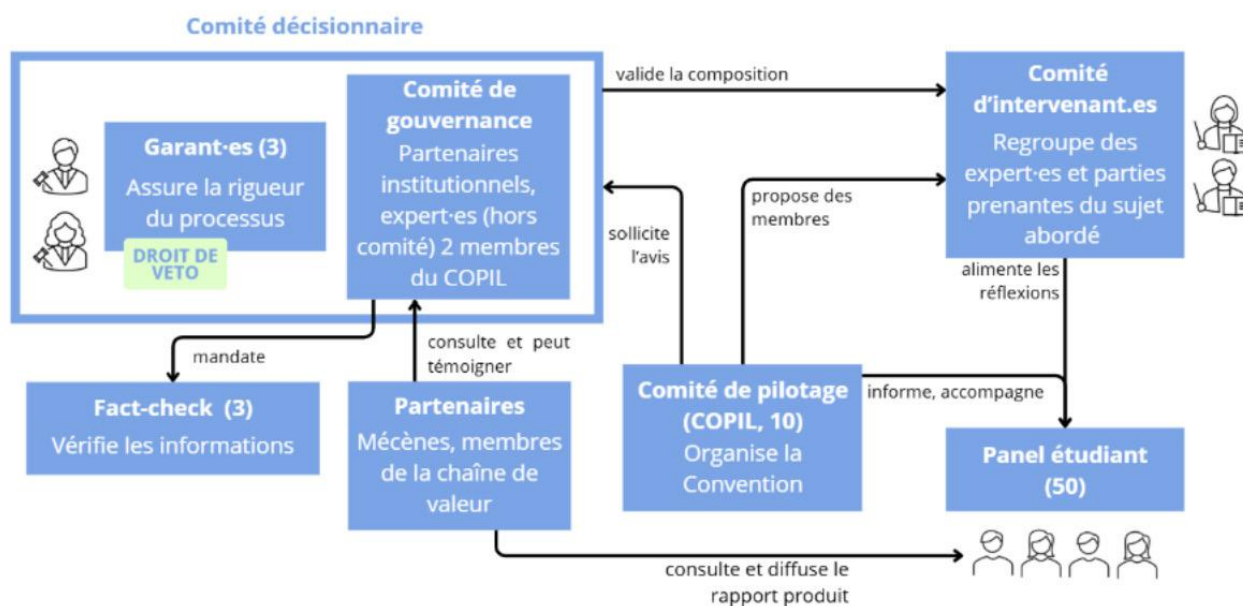 Comité décisionnaire
Garant·es (3)
Assure la rigueur
du processus
DROIT DE
VETO
Comité de
gouvernance
Partenaires
institutionnels,
expert·es (hors
comité) 2 membres
du COPIL
valide la composition
Comité
d'intervenant.es
Regroupe des
expert·es et parties
prenantes du sujet
abordé
sollicite
l'avis
propose des
membres
alimente les
réflexions
mandate
consulte et peut
témoigner
Fact-check (3)
Vérifie les informations
Partenaires
Mécènes, membres
de la chaîne de
valeur
Comité de pilotage
(COPIL, 10)
Organise la
Convention
informe, accompagne
Panel étudiant
(50)
consulte et diffuse le
rapport produit